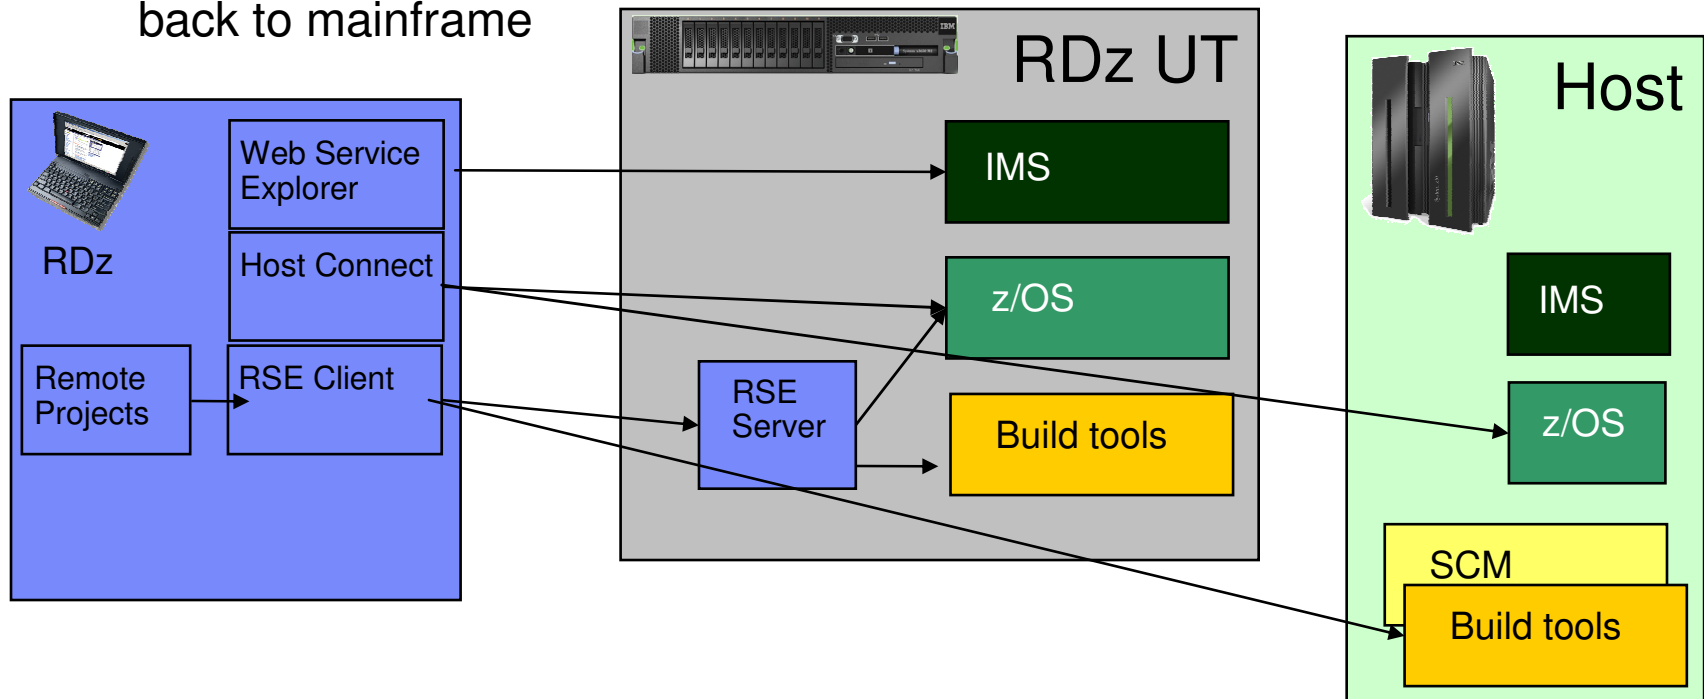 back to mainframe
RDz UT
Host
IBM
Web Service
Explorer
IMS
RDz
Host Connect
z/OS
IMS
Remote
Projects
RSE Client
RSE
Server
Build tools
z/OS
SCM
Build tools